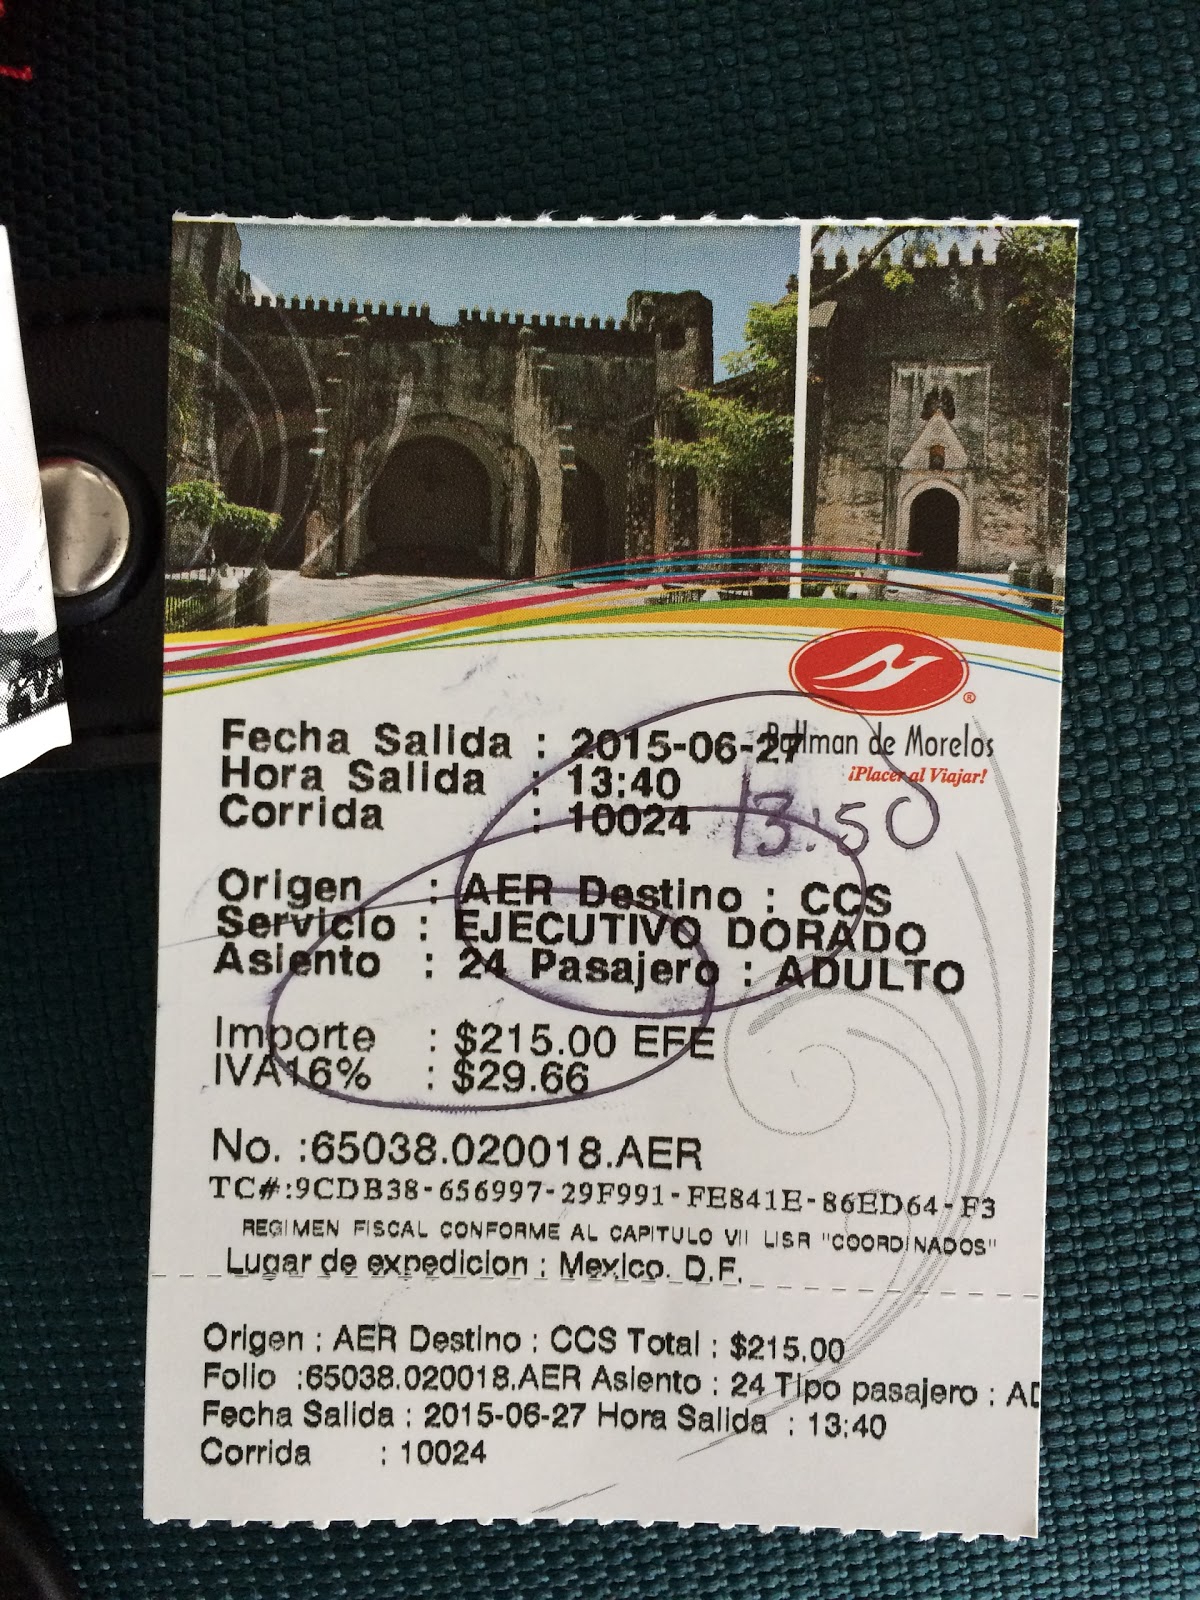 Pullman de Morelos
¡Placer al Viajar!
Fecha Salida : 2015-06-27
Hora Salida : 13:40
13:50
Corrida : 10024
Origen : AER Destino : CCS
Servicio : EJECUTIVO DORADO
Asiento : 24 Pasajero : ADULTO
Importe : $215.00 EFE
IVA16% : $29.66
No. :65038.020018.AER
TC#:9CDB38-656997-29F991-FE841E-86ED64-F3
REGIMEN FISCAL CONFORME AL CAPITULO VII LISR "COORDINADOS"
Lugar de expedicion : Mexico. D.F.
Origen : AER Destino : CCS Total : $215.00
Folio :65038.020018.AER Asiento : 24 Tipo pasajero : AD
Fecha Salida : 2015-06-27 Hora Salida : 13:40
Corrida : 10024